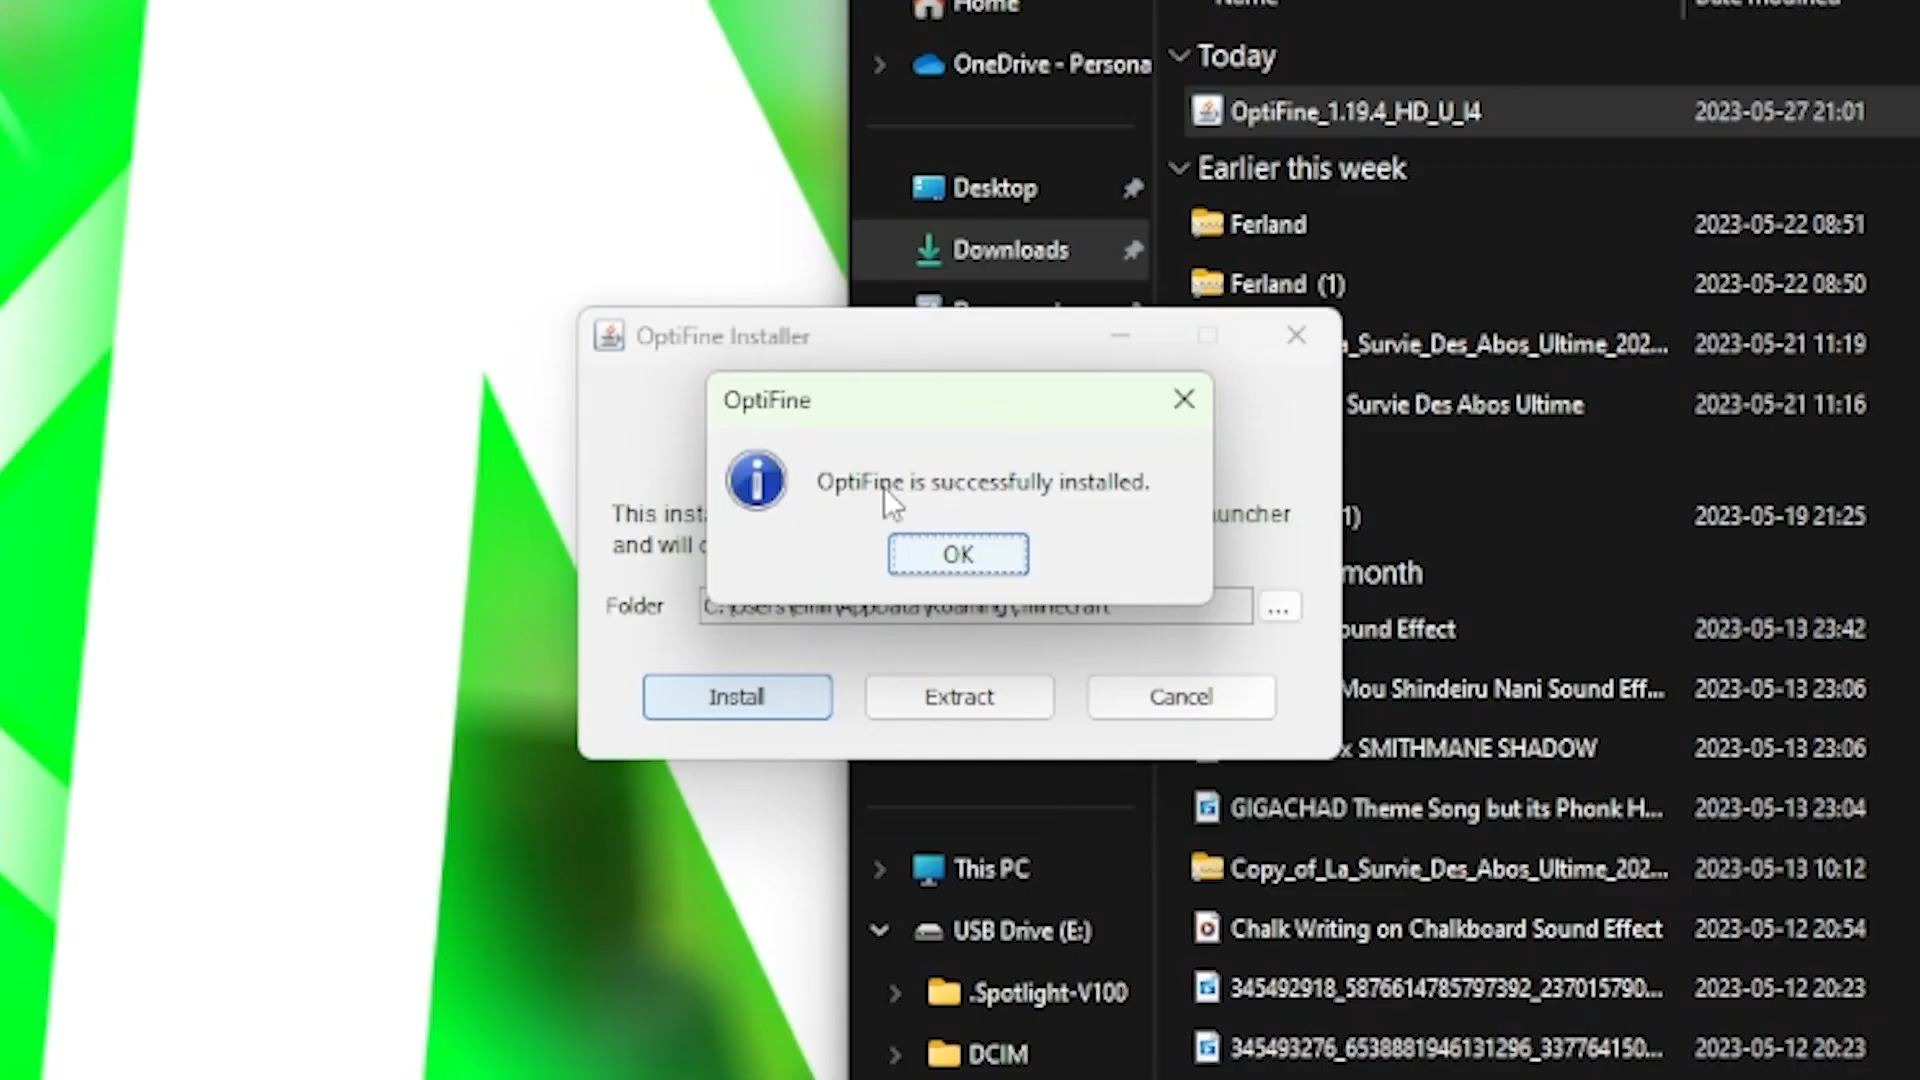 Home
OneDrive - Persona
Desktop
Downloads
Today
OptiFine_1.19.4_HD_U_I4 2023-05-27 21:01
Earlier this week
Ferland 2023-05-22 08:51
Ferland (1) 2023-05-22 08:50
a_Survie_Des_Abos_Ultime_202... 2023-05-21 11:19
Survie Des Abos Ultime 2023-05-21 11:16
1) 2023-05-19 21:25
month
ound Effect 2023-05-13 23:42
Mou Shindeiru Nani Sound Eff... 2023-05-13 23:06
x SMITHMANE SHADOW 2023-05-13 23:06
GIGACHAD Theme Song but its Phonk H... 2023-05-13 23:04
Copy_of_La_Survie_Des_Abos_Ultime_202... 2023-05-13 10:12
Chalk Writing on Chalkboard Sound Effect 2023-05-12 20:54
345492918_5876614785797392_237015790... 2023-05-12 20:23
345493276_6538881946131296_337764150... 2023-05-12 20:23
OptiFine Installer
OptiFine
OptiFine is successfully installed.
OK
This inst
uncher
and will
Folder
...
Install Extract Cancel
This PC
USB Drive (E:)
.Spotlight-V100
DCIM